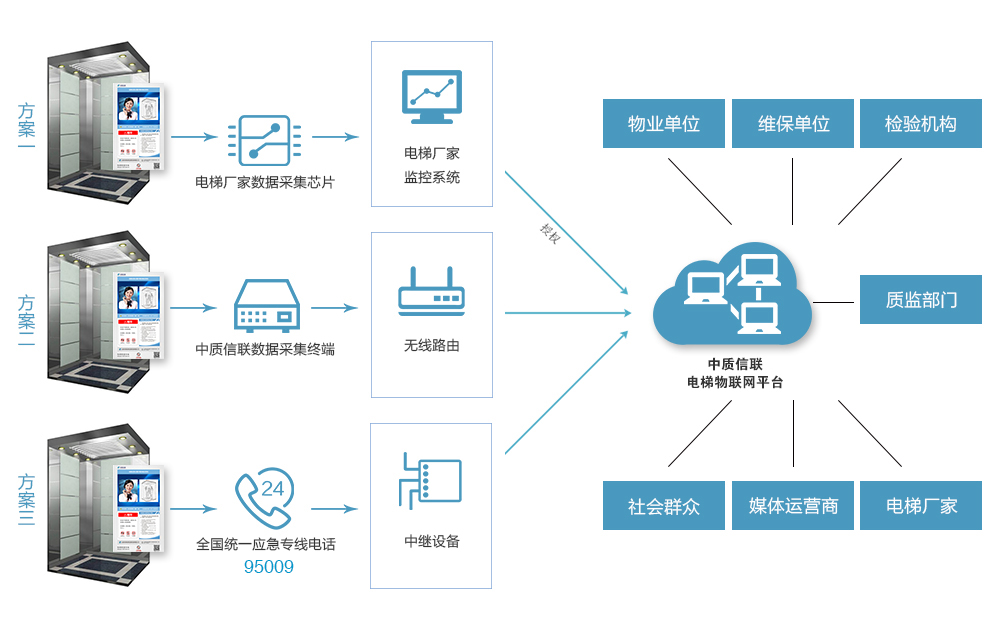 方案一
电梯厂家数据采集芯片
电梯厂家
监控系统
授权
方案二
中质信联数据采集终端
无线路由
方案三
24
全国统一应急专线电话
95009
中继设备
物业单位
维保单位
检验机构
中质信联
电梯物联网平台
质监部门
社会群众
媒体运营商
电梯厂家